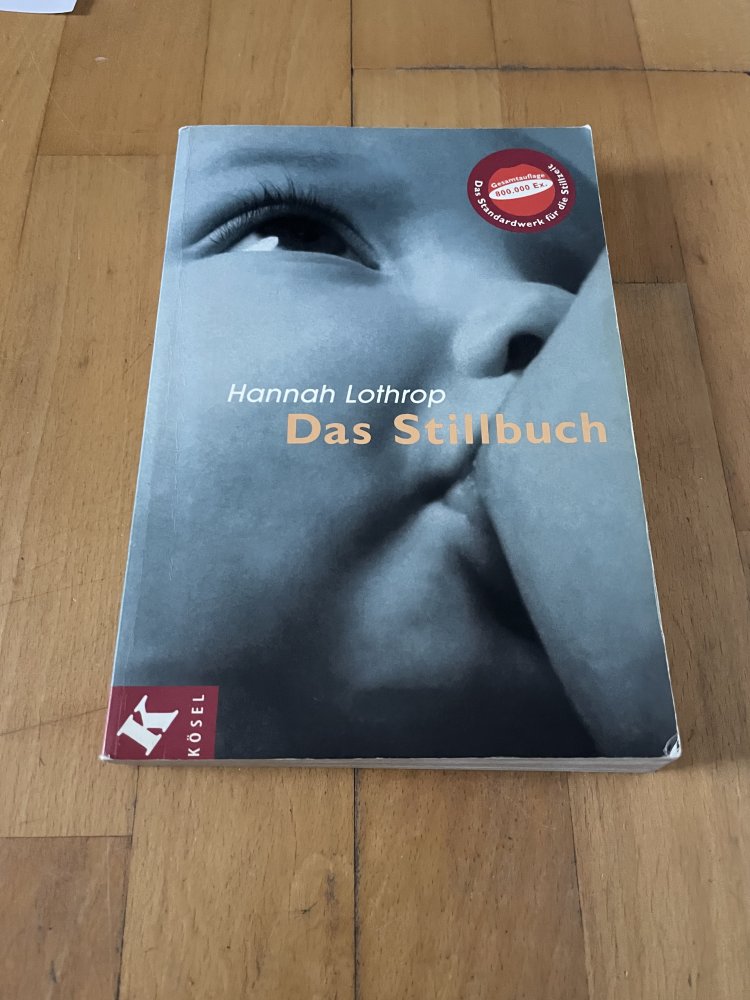 Gesamtauflage
800.000 Ex.
Das Standardwerk für die Stillzeit
Hannah Lothrop
Das Stillbuch
K
KÖSEL